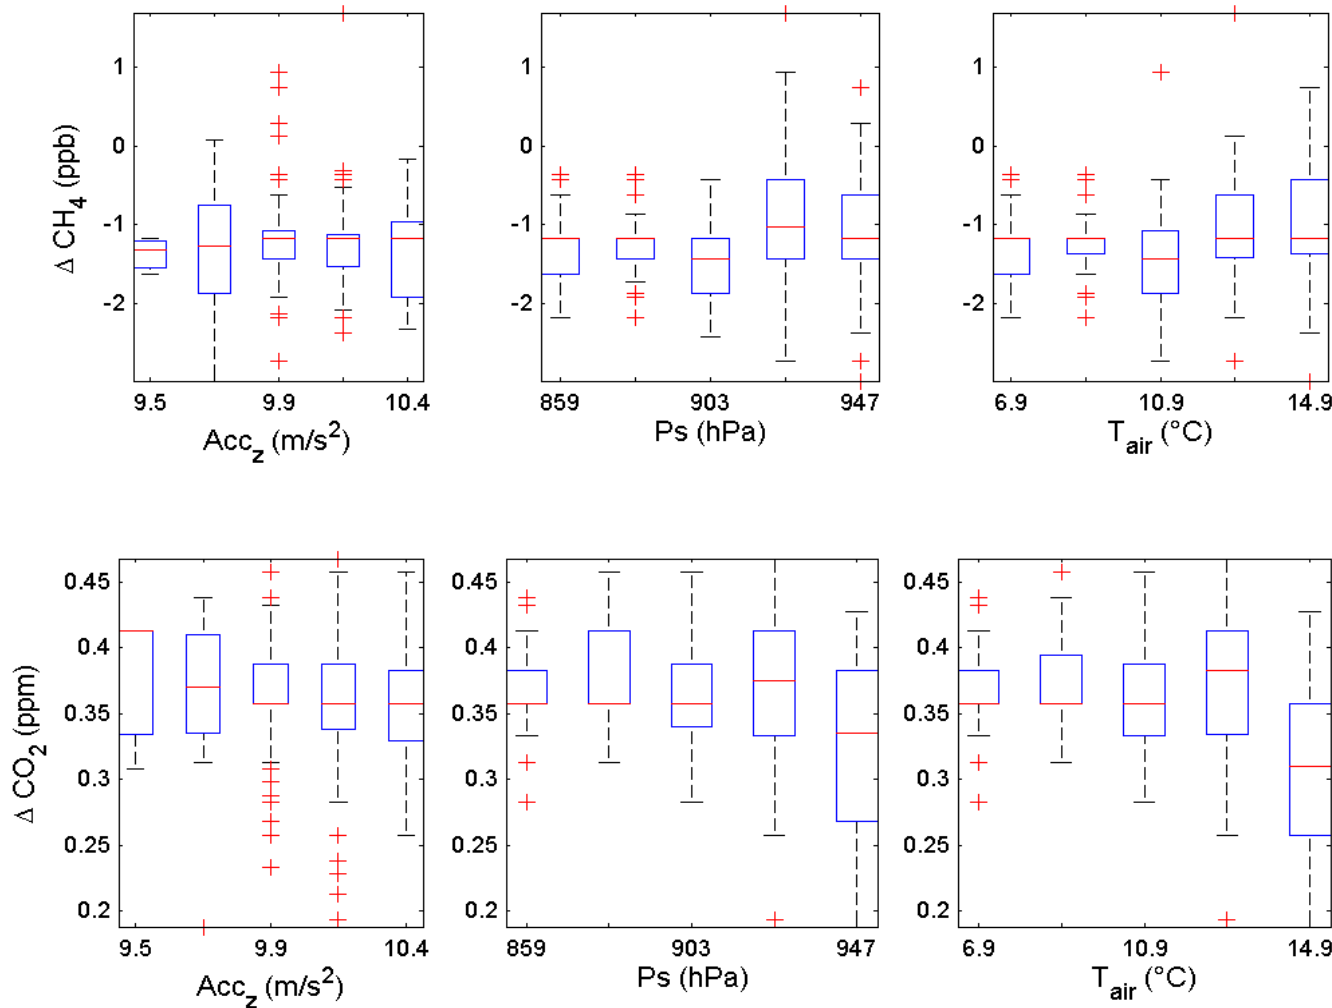 1
0
-1
-2
Δ CH4 (ppb)
9.5 9.9 10.4
Accz (m/s²)
1
0
-1
-2
859 903 947
Ps (hPa)
1
0
-1
-2
6.9 10.9 14.9
Tair (°C)
0.45
0.4
0.35
0.3
0.25
0.2
Δ CO2 (ppm)
9.5 9.9 10.4
Accz (m/s²)
0.45
0.4
0.35
0.3
0.25
0.2
859 903 947
Ps (hPa)
0.45
0.4
0.35
0.3
0.25
0.2
6.9 10.9 14.9
Tair (°C)